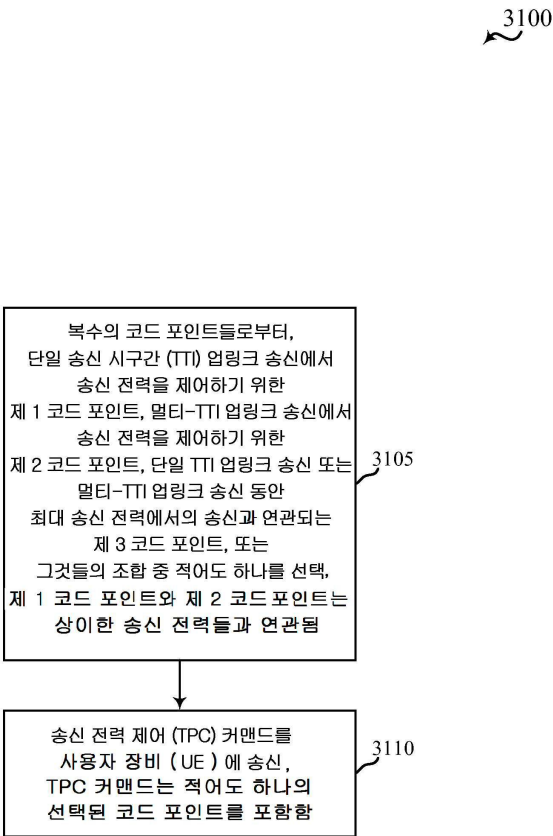 3100
복수의 코드 포인트들로부터,
단일 송신 시구간 (TTI) 업링크 송신에서
송신 전력을 제어하기 위한
제 1 코드 포인트, 멀티-TTI 업링크 송신에서
송신 전력을 제어하기 위한
제 2 코드 포인트, 단일 TTI 업링크 송신 또는
멀티-TTI 업링크 송신 동안
최대 송신 전력에서의 송신과 연관되는
제 3 코드 포인트, 또는
그것들의 조합 중 적어도 하나를 선택,
제 1 코드 포인트와 제 2 코드 포인트는
상이한 송신 전력들과 연관됨
3105
송신 전력 제어 (TPC) 커맨드를
사용자 장비 ( UE ) 에 송신,
TPC 커맨드는 적어도 하나의
선택된 코드 포인트를 포함함
3110